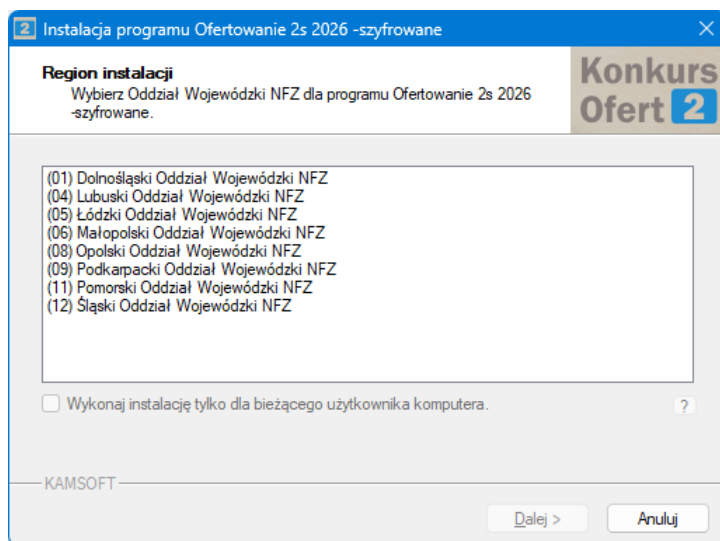 2 Instalacja programu Ofertowanie 2s 2026 -szyfrowane
Region instalacji
Wybierz Oddział Wojewódzki NFZ dla programu Ofertowanie 2s 2026
-szyfrowane.
Konkurs
Ofert 2
(01) Dolnośląski Oddział Wojewódzki NFZ
(04) Lubuski Oddział Wojewódzki NFZ
(05) Łódzki Oddział Wojewódzki NFZ
(06) Małopolski Oddział Wojewódzki NFZ
(08) Opolski Oddział Wojewódzki NFZ
(09) Podkarpacki Oddział Wojewódzki NFZ
(11) Pomorski Oddział Wojewódzki NFZ
(12) Śląski Oddział Wojewódzki NFZ
Wykonaj instalację tylko dla bieżącego użytkownika komputera.
?
KAMSOFT
Dalej >
Anuluj